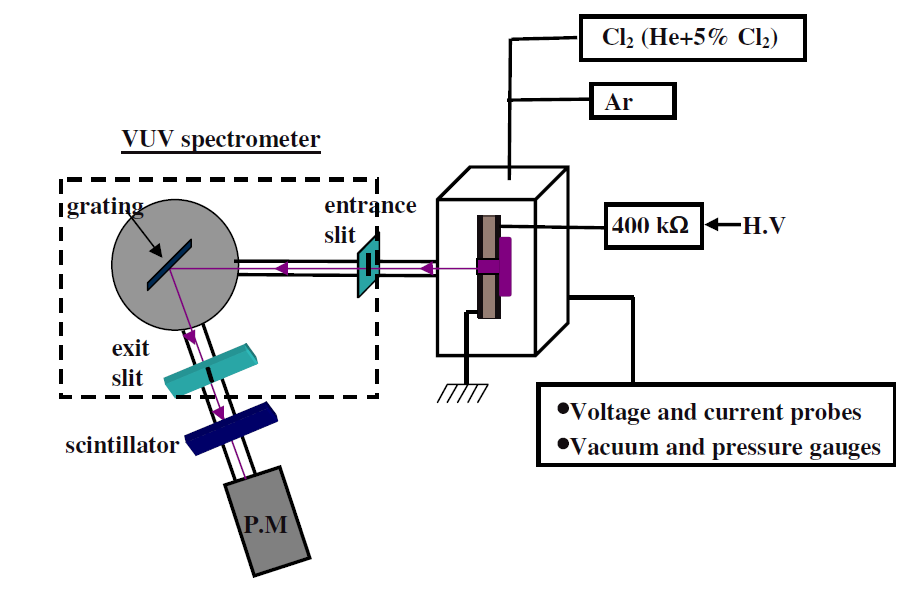 Cl₂ (He+5% Cl₂)
Ar
VUV spectrometer
grating
entrance
slit
400 kΩ
H.V
exit
slit
•Voltage and current probes
•Vacuum and pressure gauges
scintillator
P.M